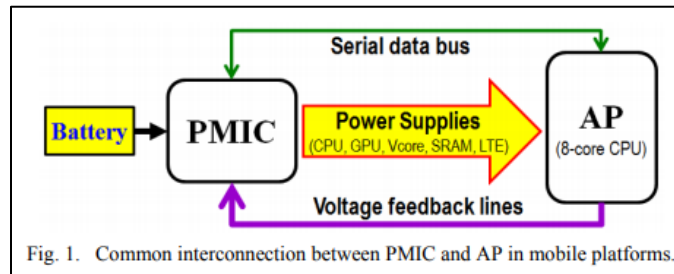 Serial data bus
Battery
PMIC
Power Supplies
(CPU, GPU, Vcore, SRAM, LTE)
AP
(8-core CPU)
Voltage feedback lines
Fig. 1. Common interconnection between PMIC and AP in mobile platforms.